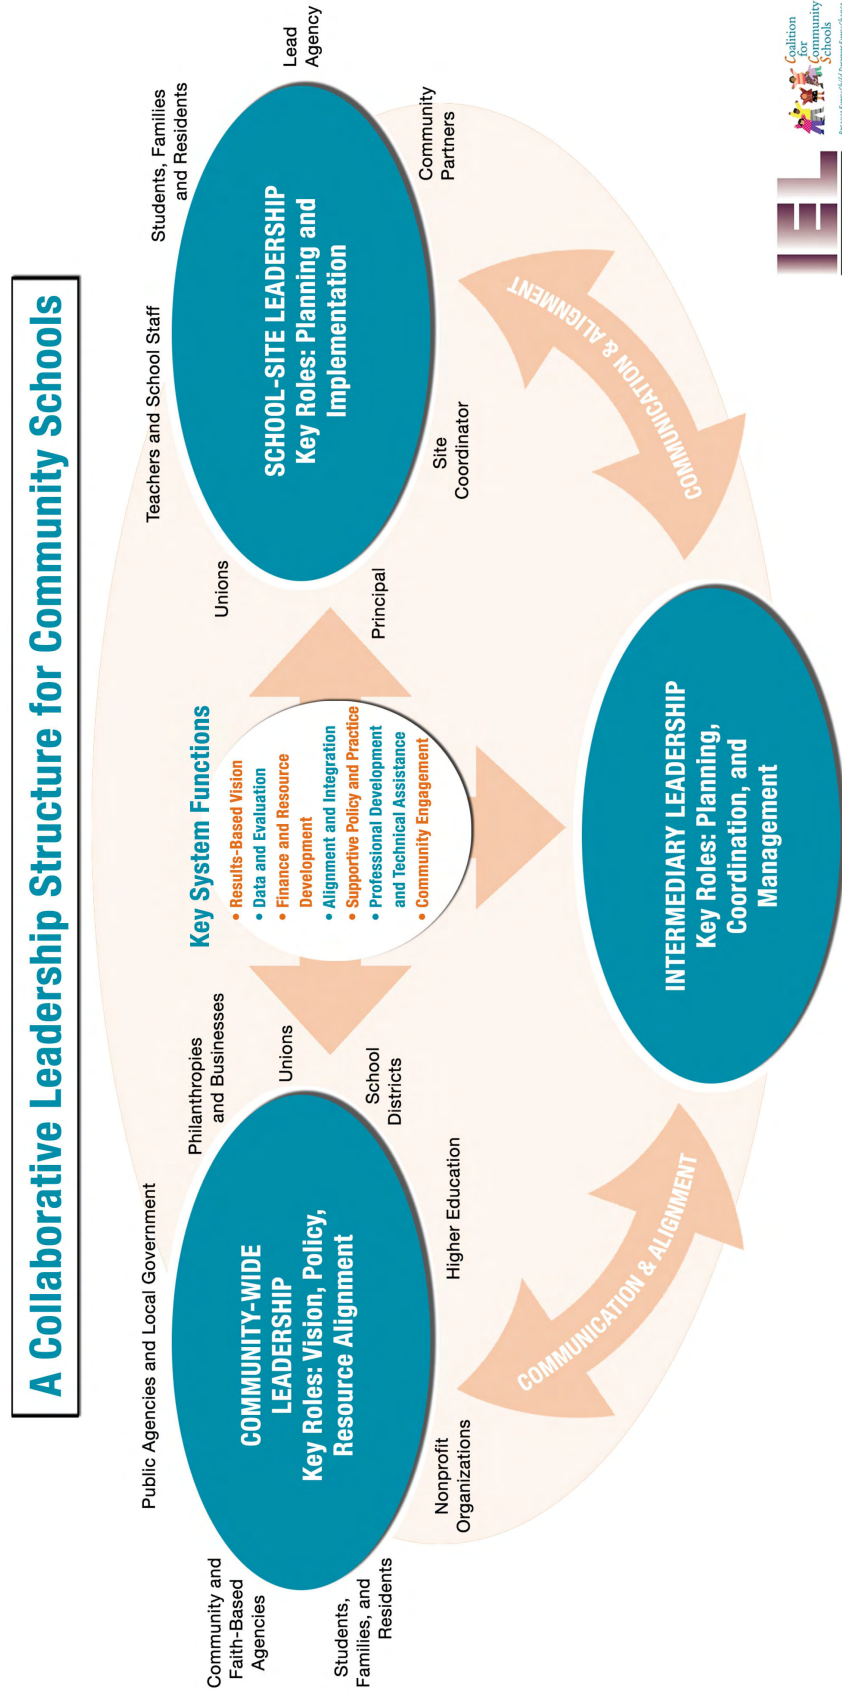 A Collaborative Leadership Structure for Community Schools
Public Agencies and Local Government
Philanthropies
and Businesses
Unions
School
Districts
Higher Education
Nonprofit
Organizations
Students,
Families, and
Residents
Community and
Faith-Based
Agencies
COMMUNITY-WIDE
LEADERSHIP
Key Roles: Vision, Policy,
Resource Alignment
Key System Functions
• Results-Based Vision
• Data and Evaluation
• Finance and Resource
Development
• Alignment and Integration
• Supportive Policy and Practice
• Professional Development
and Technical Assistance
• Community Engagement
Unions
Teachers and School Staff
Students, Families
and Residents
Lead
Agency
Community
Partners
Site
Coordinator
Principal
SCHOOL-SITE LEADERSHIP
Key Roles: Planning and
Implementation
COMMUNICATION & ALIGNMENT
COMMUNICATION & ALIGNMENT
INTERMEDIARY LEADERSHIP
Key Roles: Planning,
Coordination, and
Management
IEL
Coalition
for
Community
Schools